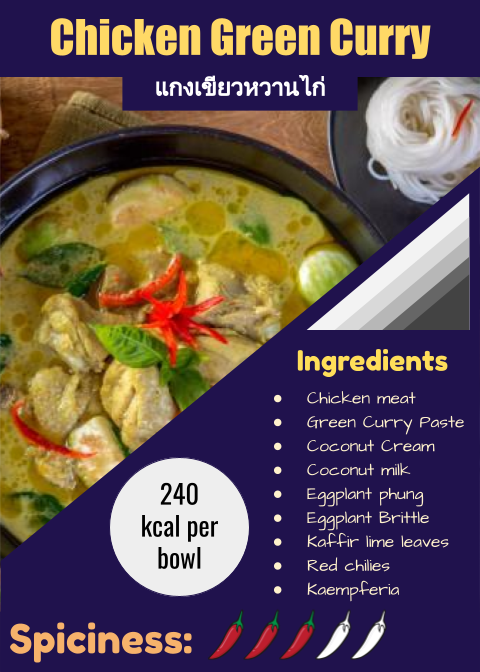 Chicken Green Curry
แกงเขียวหวานไก่
Ingredients
Chicken meat
Green Curry Paste
Coconut Cream
Coconut milk
Eggplant phung
Eggplant Brittle
Kaffir lime leaves
Red chilies
Kaempferia
240
kcal per
bowl
Spiciness: